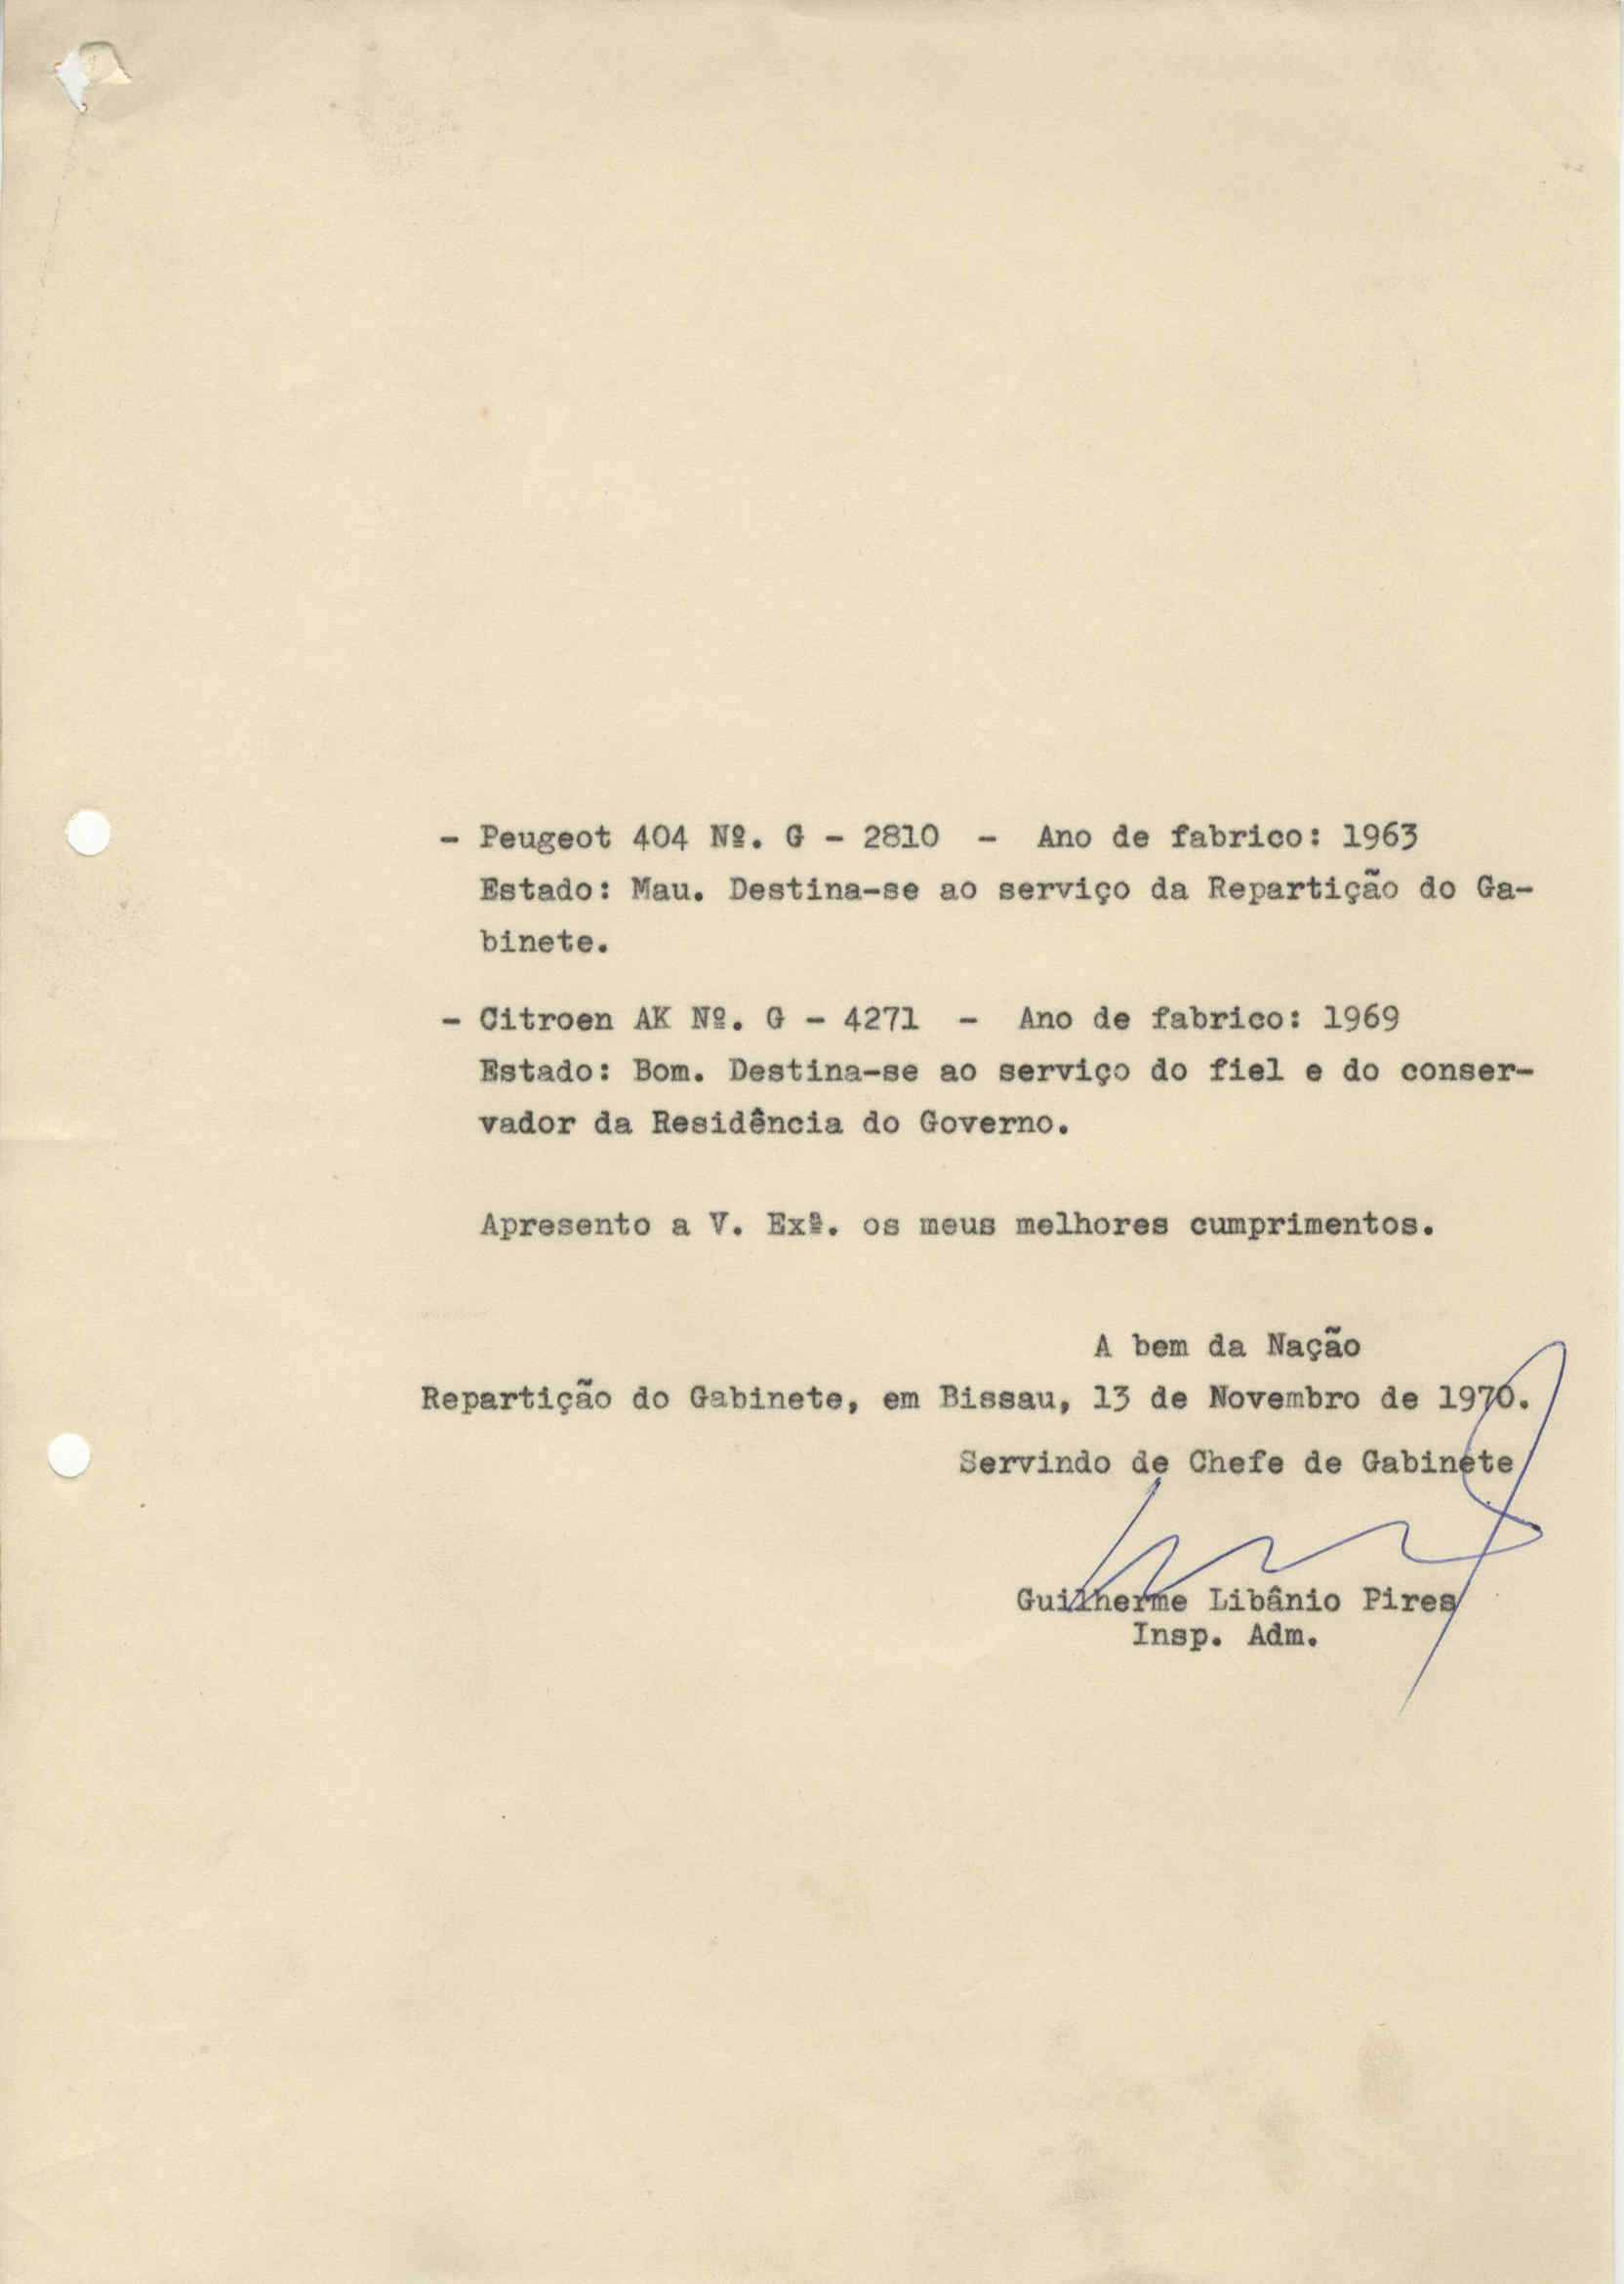 - Peugeot 404 Nº. G - 2810 - Ano de fabrico: 1963
Estado: Mau. Destina-se ao serviço da Repartição do Ga-
binete.
- Citroen AK Nº. G - 4271 - Ano de fabrico: 1969
Estado: Bom. Destina-se ao serviço do fiel e do conser-
vador da Residência do Governo.
Apresento a V. Exª. os meus melhores cumprimentos.
A bem da Nação
Repartição do Gabinete, em Bissau, 13 de Novembro de 1970.
Servindo de Chefe de Gabinete
Guilherme Libânio Pires
Insp. Adm.